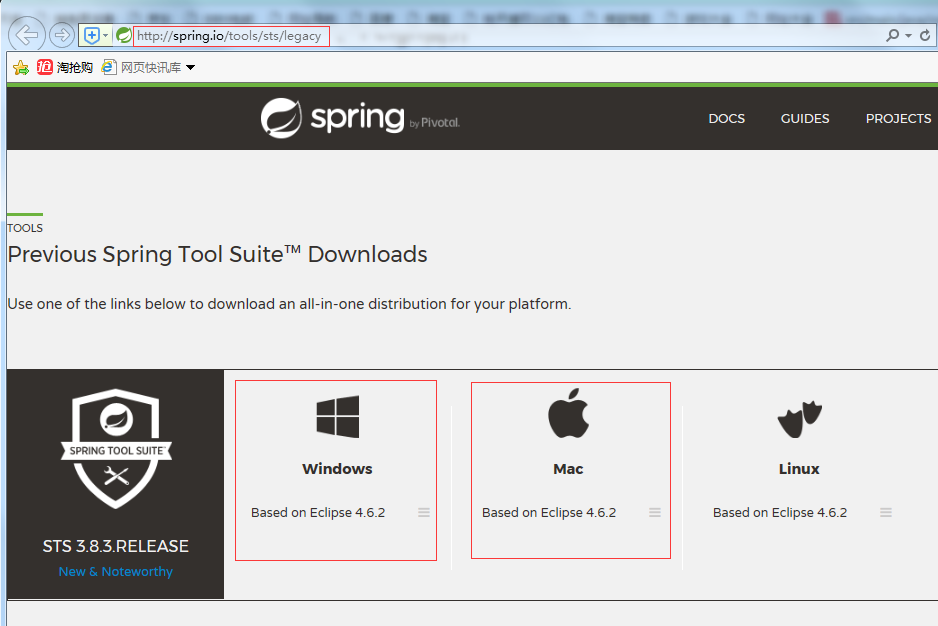 http://spring.io/tools/sts/legacy
淘抢购 网页快讯库
spring by Pivotal.
DOCS GUIDES PROJECTS
TOOLS
Previous Spring Tool Suite™ Downloads
Use one of the links below to download an all-in-one distribution for your platform.
SPRING TOOL SUITE™
STS 3.8.3.RELEASE
New & Noteworthy
Windows
Based on Eclipse 4.6.2
Mac
Based on Eclipse 4.6.2
Linux
Based on Eclipse 4.6.2